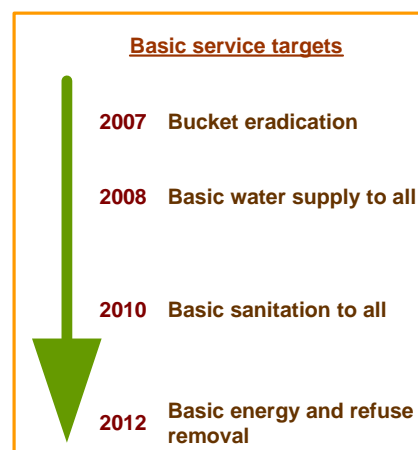 Basic service targets
2007 Bucket eradication
2008 Basic water supply to all
2010 Basic sanitation to all
2012 Basic energy and refuse
removal